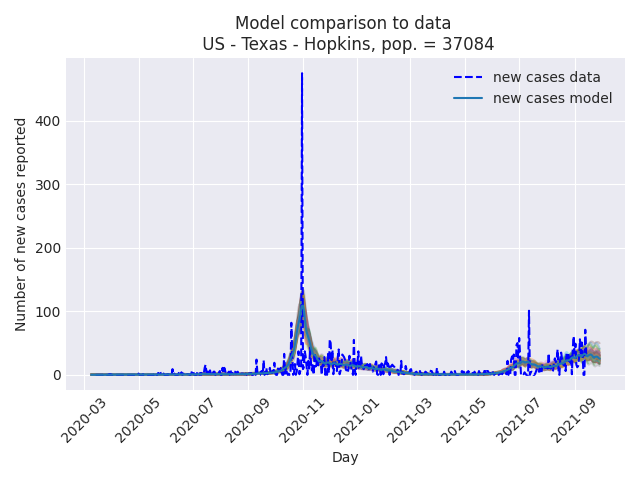 Model comparison to data
US - Texas - Hopkins, pop. = 37084
new cases data
new cases model
Number of new cases reported
400
300
200
100
0
2020-03
2020-05
2020-07
2020-09
2020-11
2021-01
2021-03
2021-05
2021-07
2021-09
Day